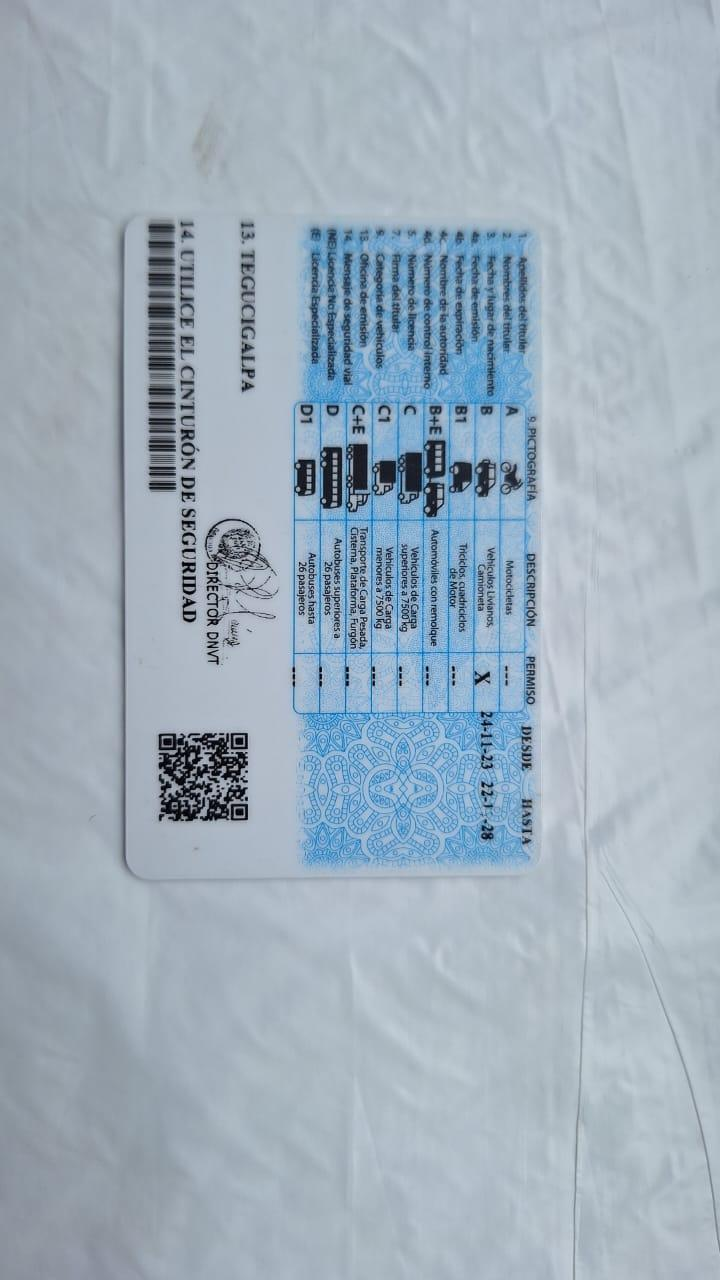 1. Apellidos del titular
2. Nombres del titular
3. Fecha y lugar de nacimiento
4a. Fecha de emisión
4b. Fecha de expiración
4c. Nombre de la autoridad
4d. Número de control interno
5. Número de licencia
7. Firma del titular
9. Categoría de vehículos
13. Oficina de emisión
14. Mensaje de seguridad vial
(NE) Licencia No Especializada
(E) Licencia Especializada
9. PICTOGRAFÍA DESCRIPCIÓN PERMISO DESDE HASTA
A Motocicletas ---
B Vehículos Livianos, Camioneta X 24-11-23
B1 Triciclos, cuadriciclos de Motor ---
B+E Automóviles con remolque ---
C Vehículos de Carga superiores a 7500 kg ---
C1 Vehículos de Carga menores a 7500 kg ---
C+E Transporte de Carga Pesada, Cisterna, Plataforma, Furgón ---
D Autobuses superiores a 26 pasajeros ---
D1 Autobuses hasta 26 pasajeros ---
13. TEGUCIGALPA
DIRECTOR DNVT
14. UTILICE EL CINTURÓN DE SEGURIDAD